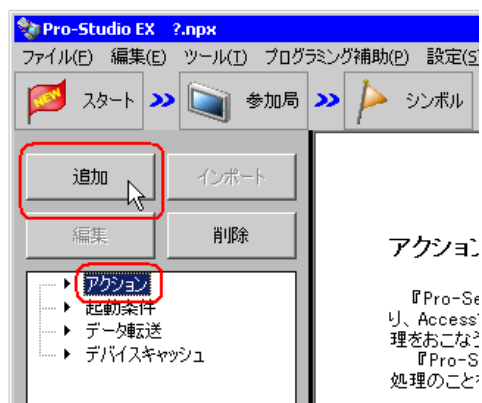 Pro-Studio EX ?.npx
ファイル(F) 編集(E) ツール(T) プログラミング補助(P) 設定(S
NEW スタート 参加局 シンボル
追加 インポート
編集 削除
アクション
起動条件
データ転送
デバイスキャッシュ
アクション
『Pro-Se
り、Access
理をおこなう
『Pro-S
処理のことを